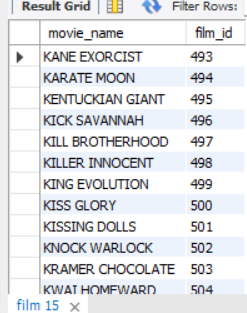 Result Grid Filter Rows:
movie_name film_id
KANE EXORCIST 493
KARATE MOON 494
KENTUCKIAN GIANT 495
KICK SAVANNAH 496
KILL BROTHERHOOD 497
KILLER INNOCENT 498
KING EVOLUTION 499
KISS GLORY 500
KISSING DOLLS 501
KNOCK WARLOCK 502
KRAMER CHOCOLATE 503
KWAI HOMEWARD 504
film 15